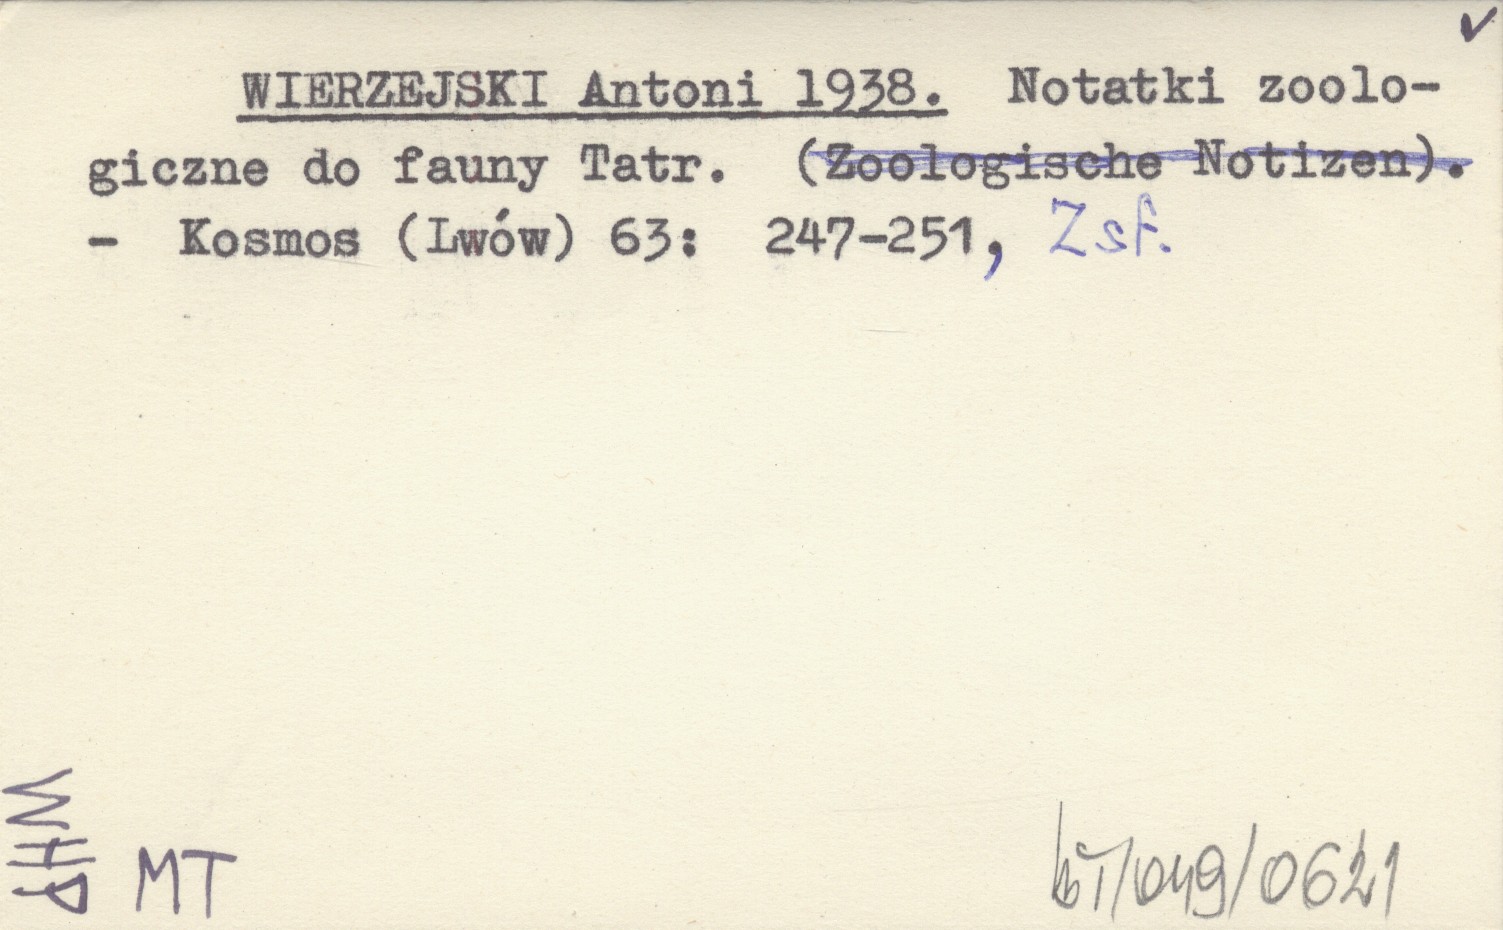 WIERZEJSKI Antoni 1938. Notatki zoolo-
giczne do fauny Tatr. (Zoologische Notizen).
- Kosmos (Lwów) 63: 247-251, Zsf.
MT
/049/0621